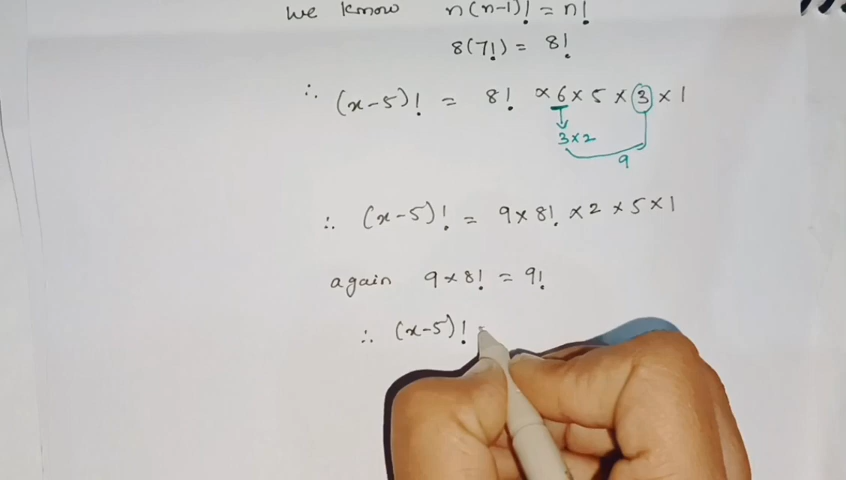 We know n(n-1)! = n!
8(7!) = 8!
∴ (x-5)! = 8! × 6 × 5 × 3 × 1
3×2
9
∴ (x-5)! = 9 × 8! × 2 × 5 × 1
again 9 × 8! = 9!
∴ (x-5)! =